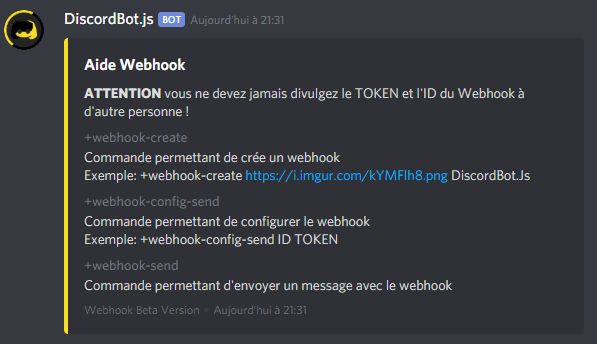 DiscordBot.js BOT Aujourd'hui à 21:31
Aide Webhook
ATTENTION vous ne devez jamais divulgez le TOKEN et l'ID du Webhook à
d'autre personne !
+webhook-create
Commande permettant de crée un webhook
Exemple: +webhook-create https://i.imgur.com/kYMFlh8.png DiscordBot.Js
+webhook-config-send
Commande permettant de configurer le webhook
Exemple: +webhook-config-send ID TOKEN
+webhook-send
Commande permettant d'envoyer un message avec le webhook
Webhook Beta Version • Aujourd'hui à 21:31